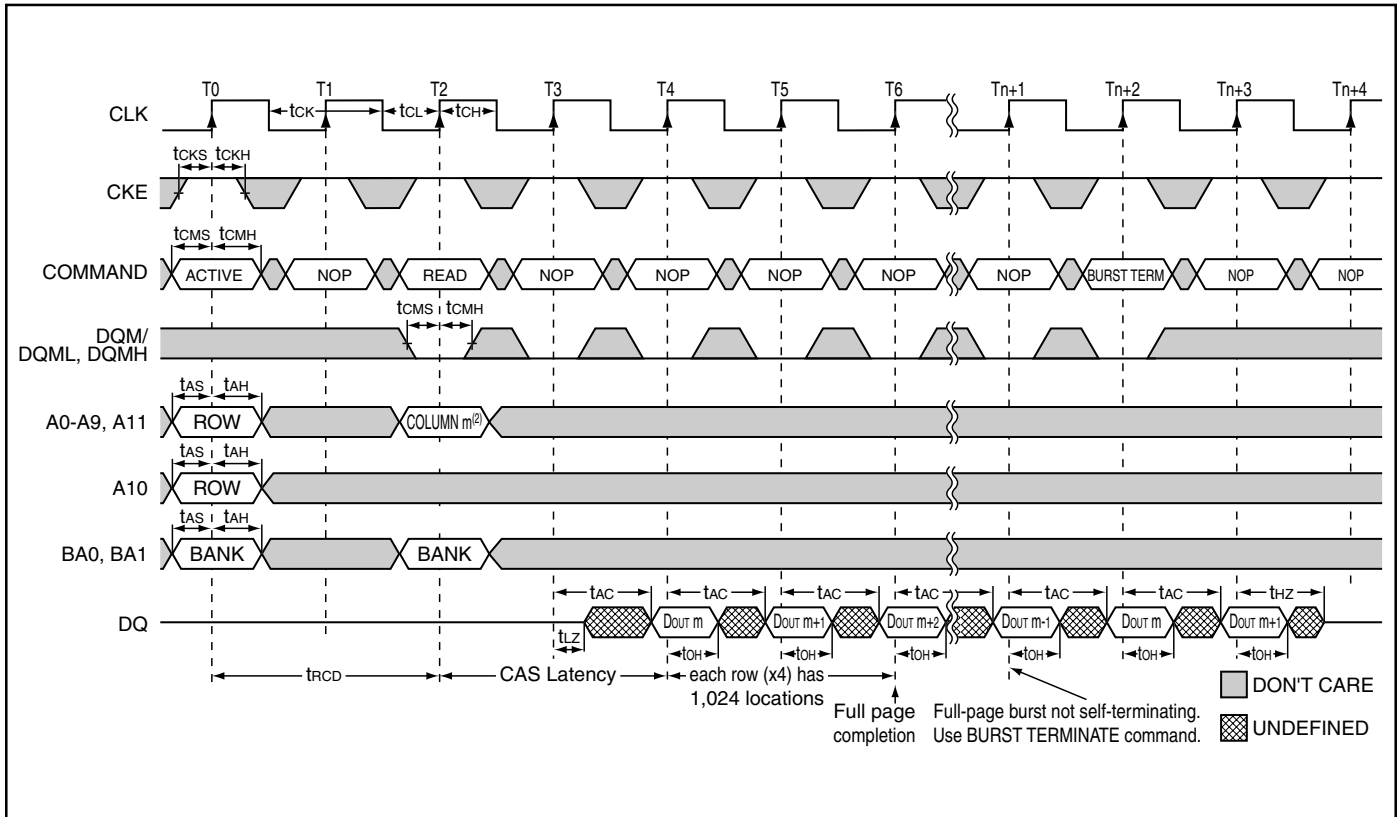 T0 T1 T2 T3 T4 T5 T6 Tn+1 Tn+2 Tn+3 Tn+4
CLK
tCK tCL tCH
tCKS tCKH
CKE
tCMS tCMH
COMMAND
ACTIVE NOP READ NOP NOP NOP NOP NOP BURST TERM NOP NOP
tCMS tCMH
DQM/
DQML, DQMH
tAS tAH
A0-A9, A11
ROW COLUMN m(2)
tAS tAH
A10
ROW
tAS tAH
BA0, BA1
BANK BANK
tAC tAC tAC tAC tAC tAC tHZ
DQ
DOUT m DOUT m+1 DOUT m+2 DOUT m-1 DOUT m DOUT m+1
tLZ
tOH tOH tOH tOH tOH tOH
tRCD CAS Latency each row (x4) has
1,024 locations
Full page
completion
Full-page burst not self-terminating.
Use BURST TERMINATE command.
DON'T CARE
UNDEFINED